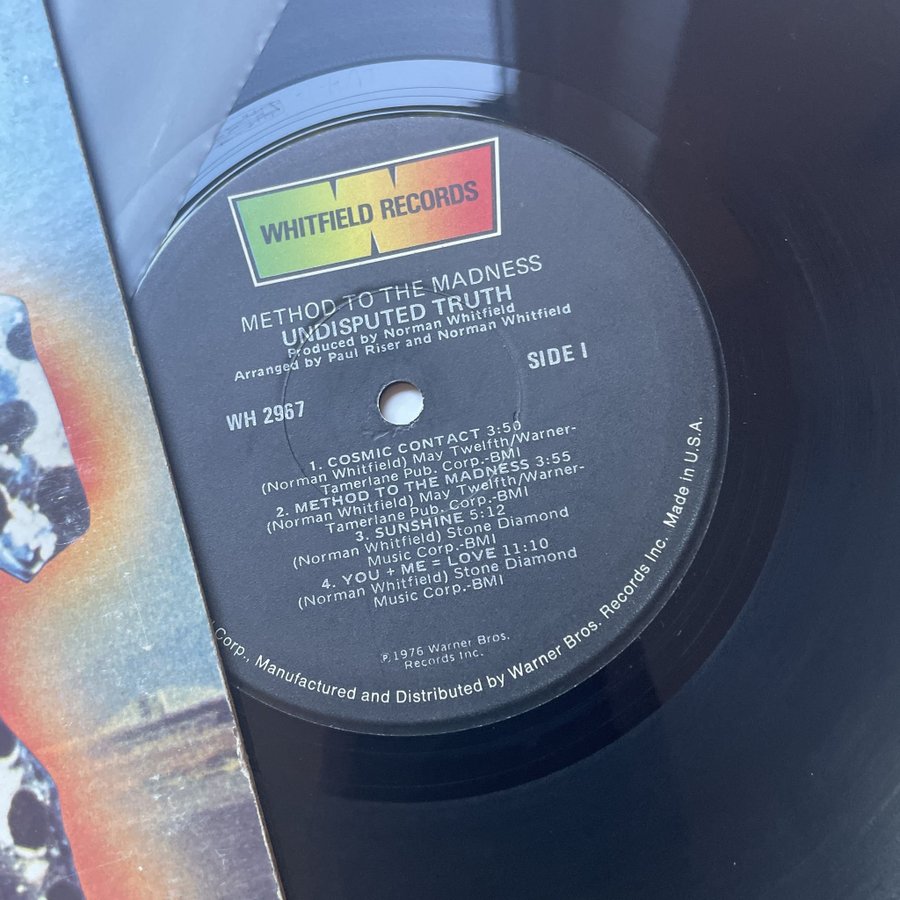 WHITFIELD RECORDS
METHOD TO THE MADNESS
UNDISPUTED TRUTH
Produced by Norman Whitfield
Arranged by Paul Riser and Norman Whitfield
SIDE I
WH 2967
1. COSMIC CONTACT 3:50
(Norman Whitfield) May Twelfth/Warner-
Tamerlane Pub. Corp.-BMI
2. METHOD TO THE MADNESS 3:55
(Norman Whitfield) May Twelfth/Warner-
Tamerlane Pub. Corp.-BMI
3. SUNSHINE 5:12
(Norman Whitfield) Stone Diamond
Music Corp.-BMI
4. YOU + ME = LOVE 11:10
(Norman Whitfield) Stone Diamond
Music Corp.-BMI
℗1976 Warner Bros.
Records Inc.
Corp., Manufactured and Distributed by Warner Bros. Records Inc. Made in U.S.A.